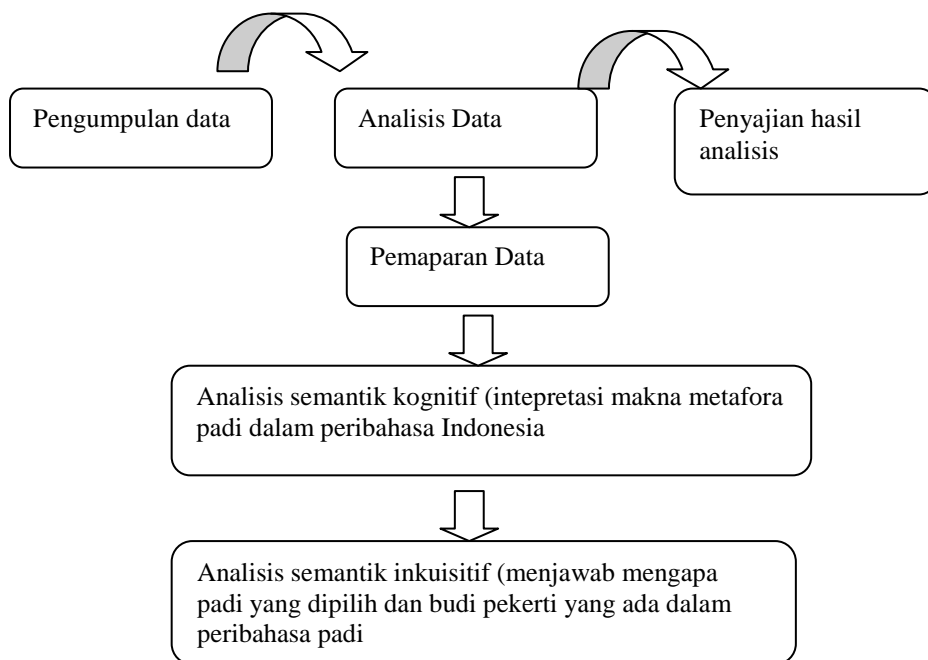 Pengumpulan data
Analisis Data
Penyajian hasil
analisis
Pemaparan Data
Analisis semantik kognitif (intepretasi makna metafora
padi dalam peribahasa Indonesia
Analisis semantik inkuisitif (menjawab mengapa
padi yang dipilih dan budi pekerti yang ada dalam
peribahasa padi